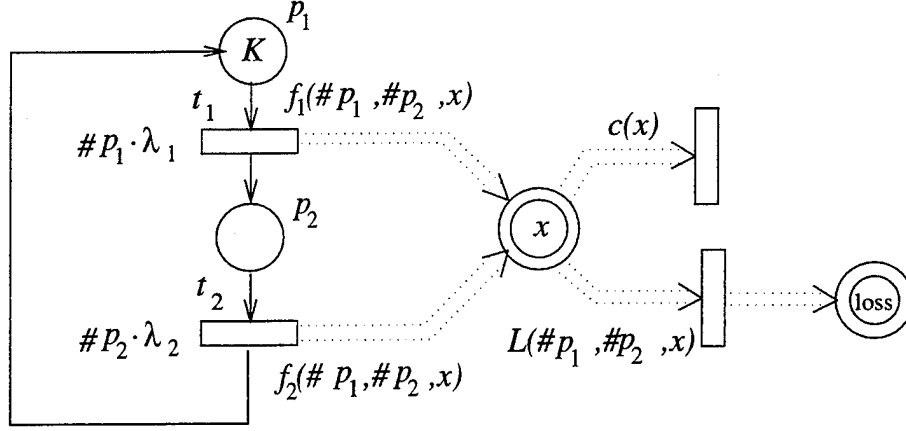 p₁
K
t₁
f₁(#p₁,#p₂,x)
#p₁·λ₁
c(x)
p₂
x
t₂
loss
#p₂·λ₂
L(#p₁,#p₂,x)
f₂(#p₁,#p₂,x)